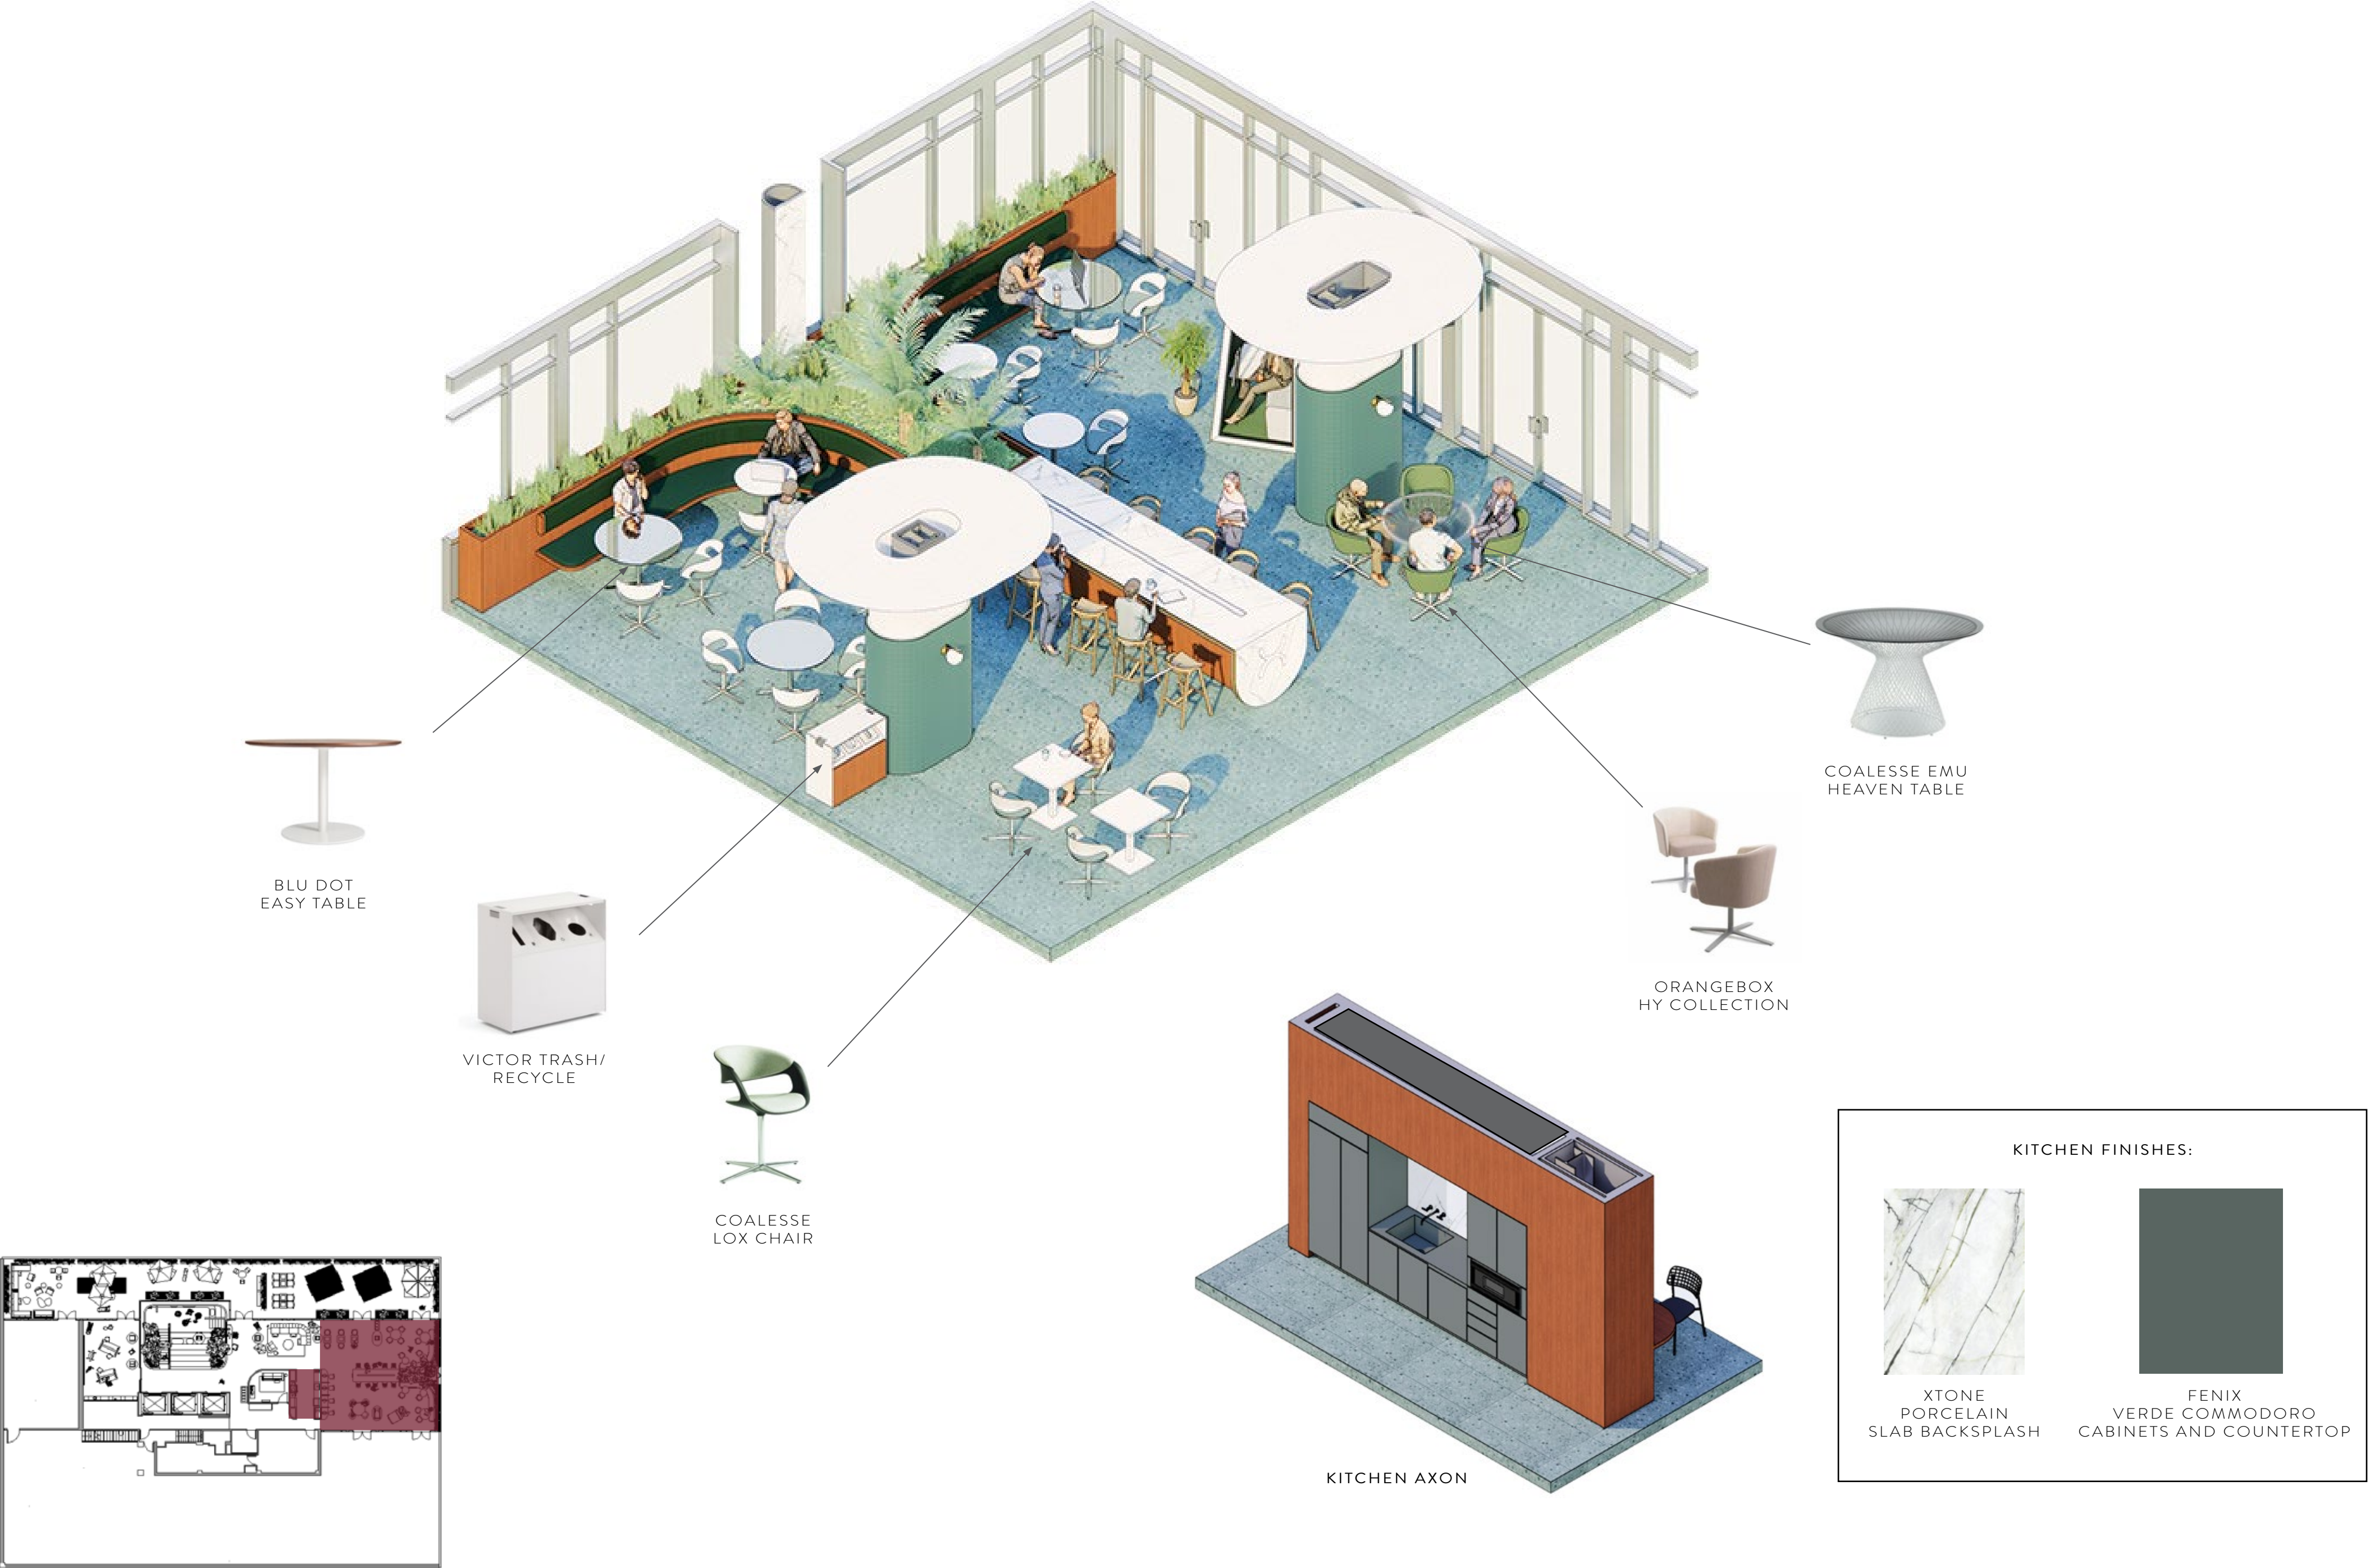 COALESSE EMU
HEAVEN TABLE
BLU DOT
EASY TABLE
ORANGEBOX
HY COLLECTION
VICTOR TRASH/
RECYCLE
COALESSE
LOX CHAIR
KITCHEN AXON
KITCHEN FINISHES:
XTONE
PORCELAIN
SLAB BACKSPLASH
FENIX
VERDE COMMODORO
CABINETS AND COUNTERTOP